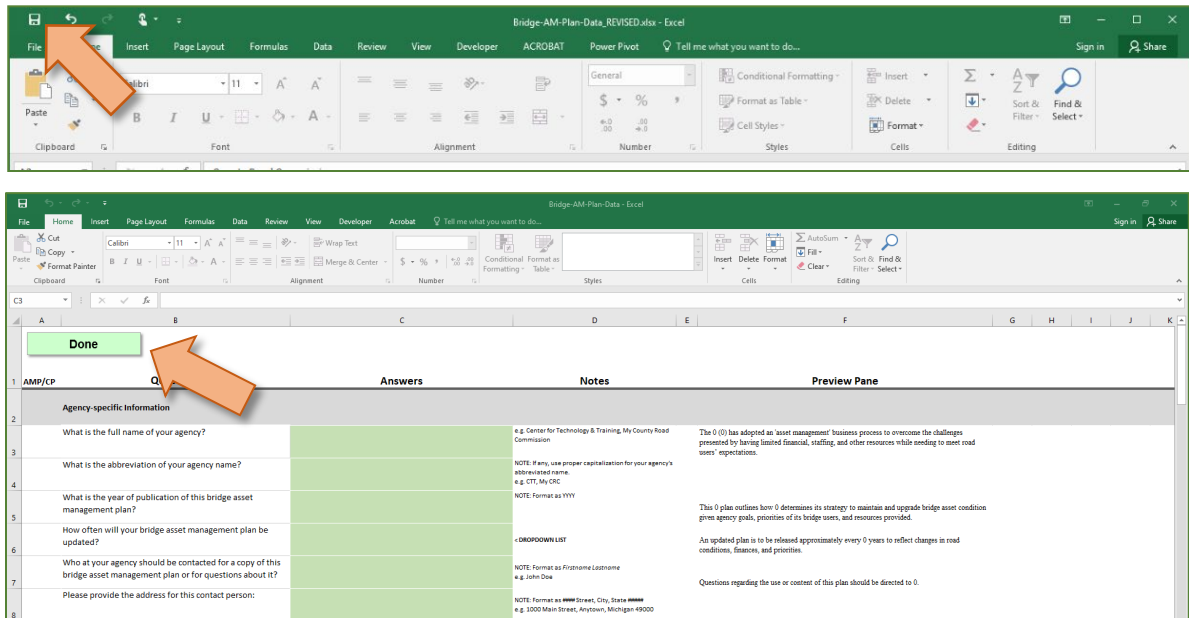 Bridge-AM-Plan-Data_REVISED.xlsx - Excel
File Insert Page Layout Formulas Data Review View Developer ACROBAT Power Pivot Tell me what you want to do... Sign in Share
Calibri 11 A A General Conditional Formatting Insert Σ A Z
Paste B I U A $ % , Format as Table Delete Sort & Find &
Cell Styles Format Filter Select
Clipboard Font Alignment Number Styles Cells Editing
Bridge-AM-Plan-Data - Excel
File Home Insert Page Layout Formulas Data Review View Developer Acrobat Tell me what you want to do... Sign in Share
Cut Calibri 11 A A Wrap Text Σ AutoSum A Z
Copy Fill
Paste Format Painter B I U A Merge & Center $ % , Conditional Format as Insert Delete Format Clear Sort & Find &
Formatting Table Filter Select
Clipboard Font Alignment Number Styles Cells Editing
C3 fx
A B C D E F G H I J K
Done
1 AMP/CP Answers Notes Preview Pane
2 Agency-specific Information
3 What is the full name of your agency?
e.g. Center for Technology & Training, My County Road
Commission
The 0 (0) has adopted an 'asset management' business process to overcome the challenges
presented by having limited financial, staffing, and other resources while needing to meet road
users' expectations.
4 What is the abbreviation of your agency name?
NOTE: If any, use proper capitalization for your agency's
abbreviated name.
e.g. CTT, My CRC
5 What is the year of publication of this bridge asset
management plan?
NOTE: Format as YYYY
This 0 plan outlines how 0 determines its strategy to maintain and upgrade bridge asset condition
given agency goals, priorities of its bridge users, and resources provided.
6 How often will your bridge asset management plan be
updated?
< DROPDOWN LIST
An updated plan is to be released approximately every 0 years to reflect changes in road
conditions, finances, and priorities.
7 Who at your agency should be contacted for a copy of this
bridge asset management plan or for questions about it?
NOTE: Format as Firstname Lastname
e.g. John Doe
Questions regarding the use or content of this plan should be directed to 0.
8 Please provide the address for this contact person:
NOTE: Format as #### Street, City, State #####
e.g. 1000 Main Street, Anytown, Michigan 49000